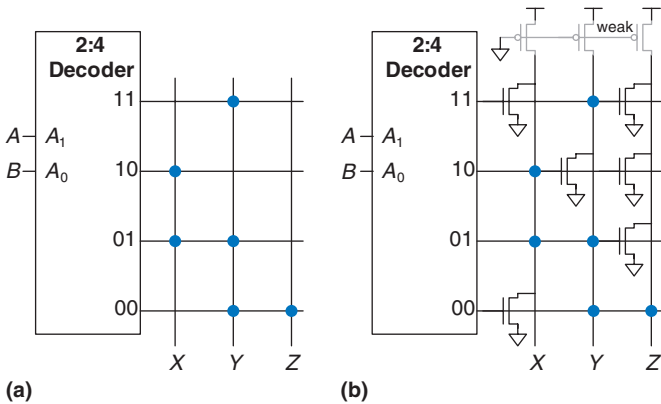 2:4
Decoder
11
A A1
B A0
10
01
00
X Y Z
(a)
weak
2:4
Decoder
11
A A1
B A0
10
01
00
X Y Z
(b)